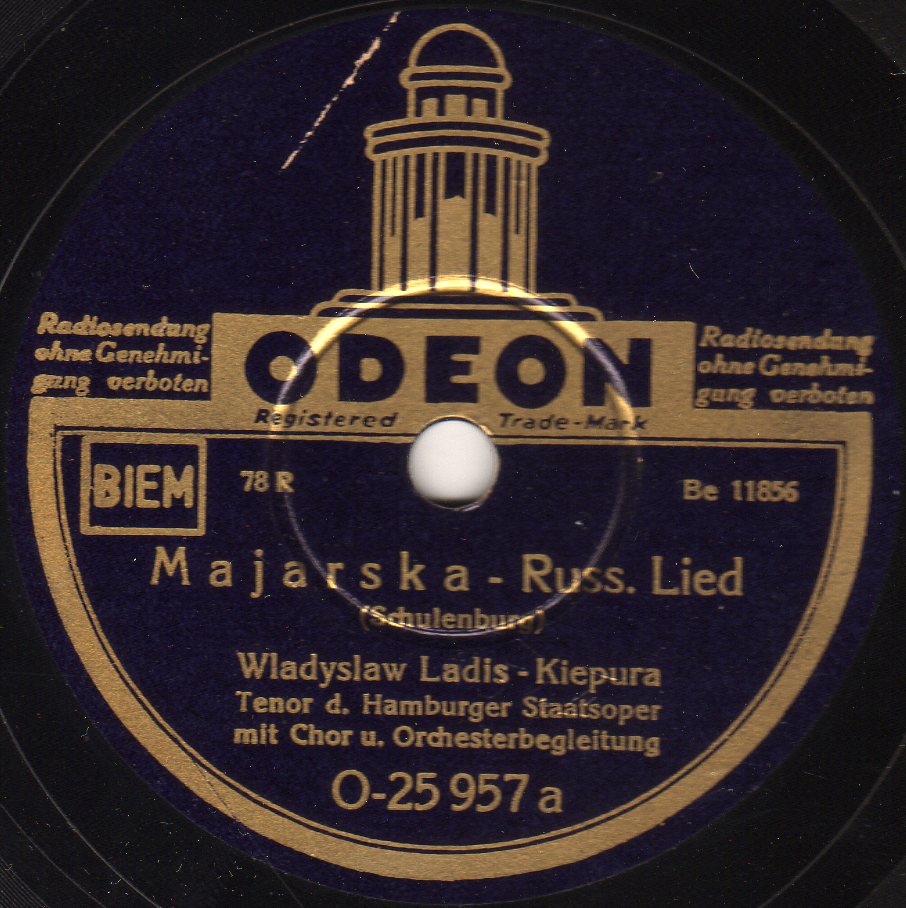 ODEON
Registered Trade-Mark
Radiosendung
ohne Genehmi-
gung verboten
Radiosendung
ohne Genehmi-
gung verboten
BIEM
78 R
Be 11856
Majarska - Russ. Lied
(Schulenburg)
Wladyslaw Ladis - Kiepura
Tenor d. Hamburger Staatsoper
mit Chor u. Orchesterbegleitung
O-25 957 a